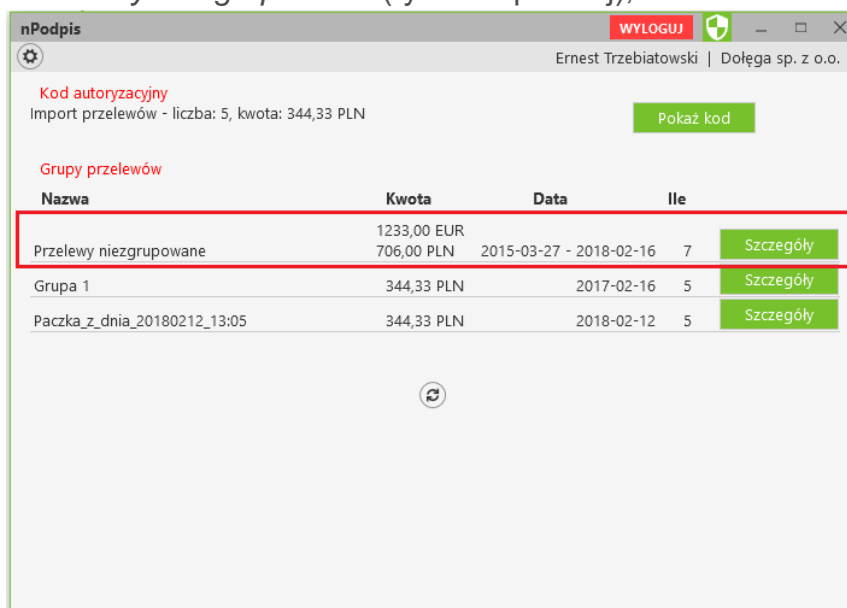 nPodpis WYLOGUJ
Ernest Trzebiatowski | Dołęga sp. z o.o.
Kod autoryzacyjny
Import przelewów - liczba: 5, kwota: 344,33 PLN
Pokaż kod
Grupy przelewów
Nazwa Kwota Data Ile
1233,00 EUR
Przelewy niezgrupowane 706,00 PLN 2015-03-27 - 2018-02-16 7 Szczegóły
Grupa 1 344,33 PLN 2017-02-16 5 Szczegóły
Paczka_z_dnia_20180212_13:05 344,33 PLN 2018-02-12 5 Szczegóły